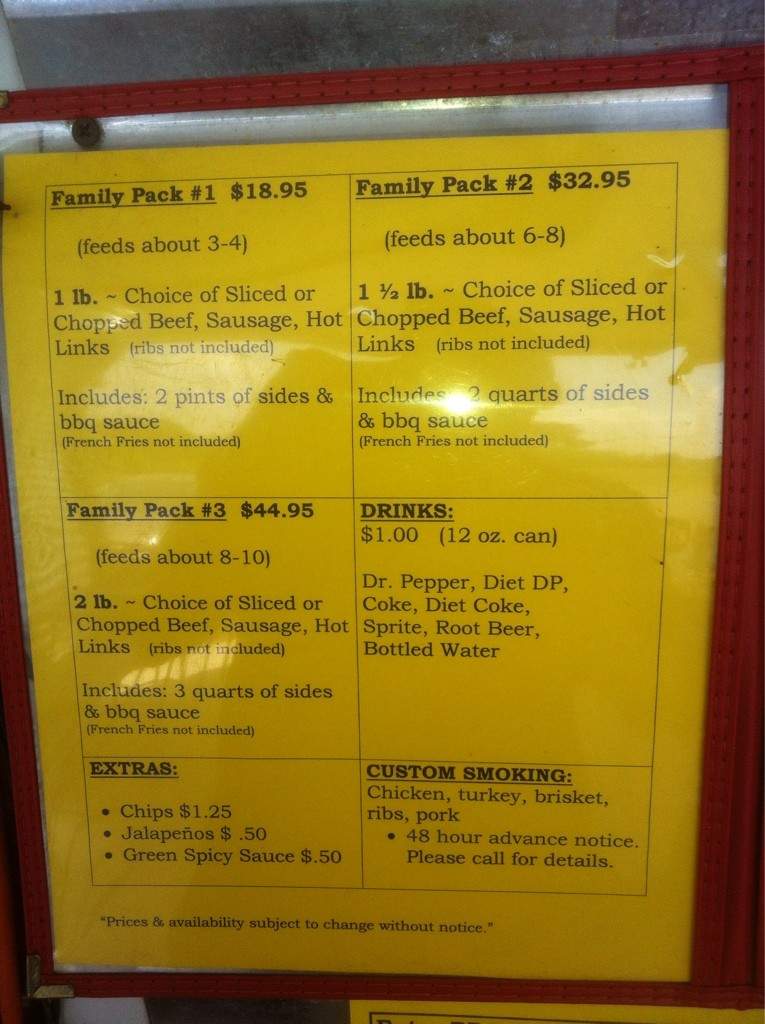 Family Pack #1 $18.95
(feeds about 3-4)
1 lb. ~ Choice of Sliced or
Chopped Beef, Sausage, Hot
Links (ribs not included)
Includes: 2 pints of sides &
bbq sauce
(French Fries not included)
Family Pack #2 $32.95
(feeds about 6-8)
1 ½ lb. ~ Choice of Sliced or
Chopped Beef, Sausage, Hot
Links (ribs not included)
Includes 2 quarts of sides
& bbq sauce
(French Fries not included)
Family Pack #3 $44.95
(feeds about 8-10)
2 lb. ~ Choice of Sliced or
Chopped Beef, Sausage, Hot
Links (ribs not included)
Includes: 3 quarts of sides
& bbq sauce
(French Fries not included)
DRINKS:
$1.00 (12 oz. can)
Dr. Pepper, Diet DP,
Coke, Diet Coke,
Sprite, Root Beer,
Bottled Water
EXTRAS:
• Chips $1.25
• Jalapeños $ .50
• Green Spicy Sauce $.50
CUSTOM SMOKING:
Chicken, turkey, brisket,
ribs, pork
• 48 hour advance notice.
Please call for details.
"Prices & availability subject to change without notice."